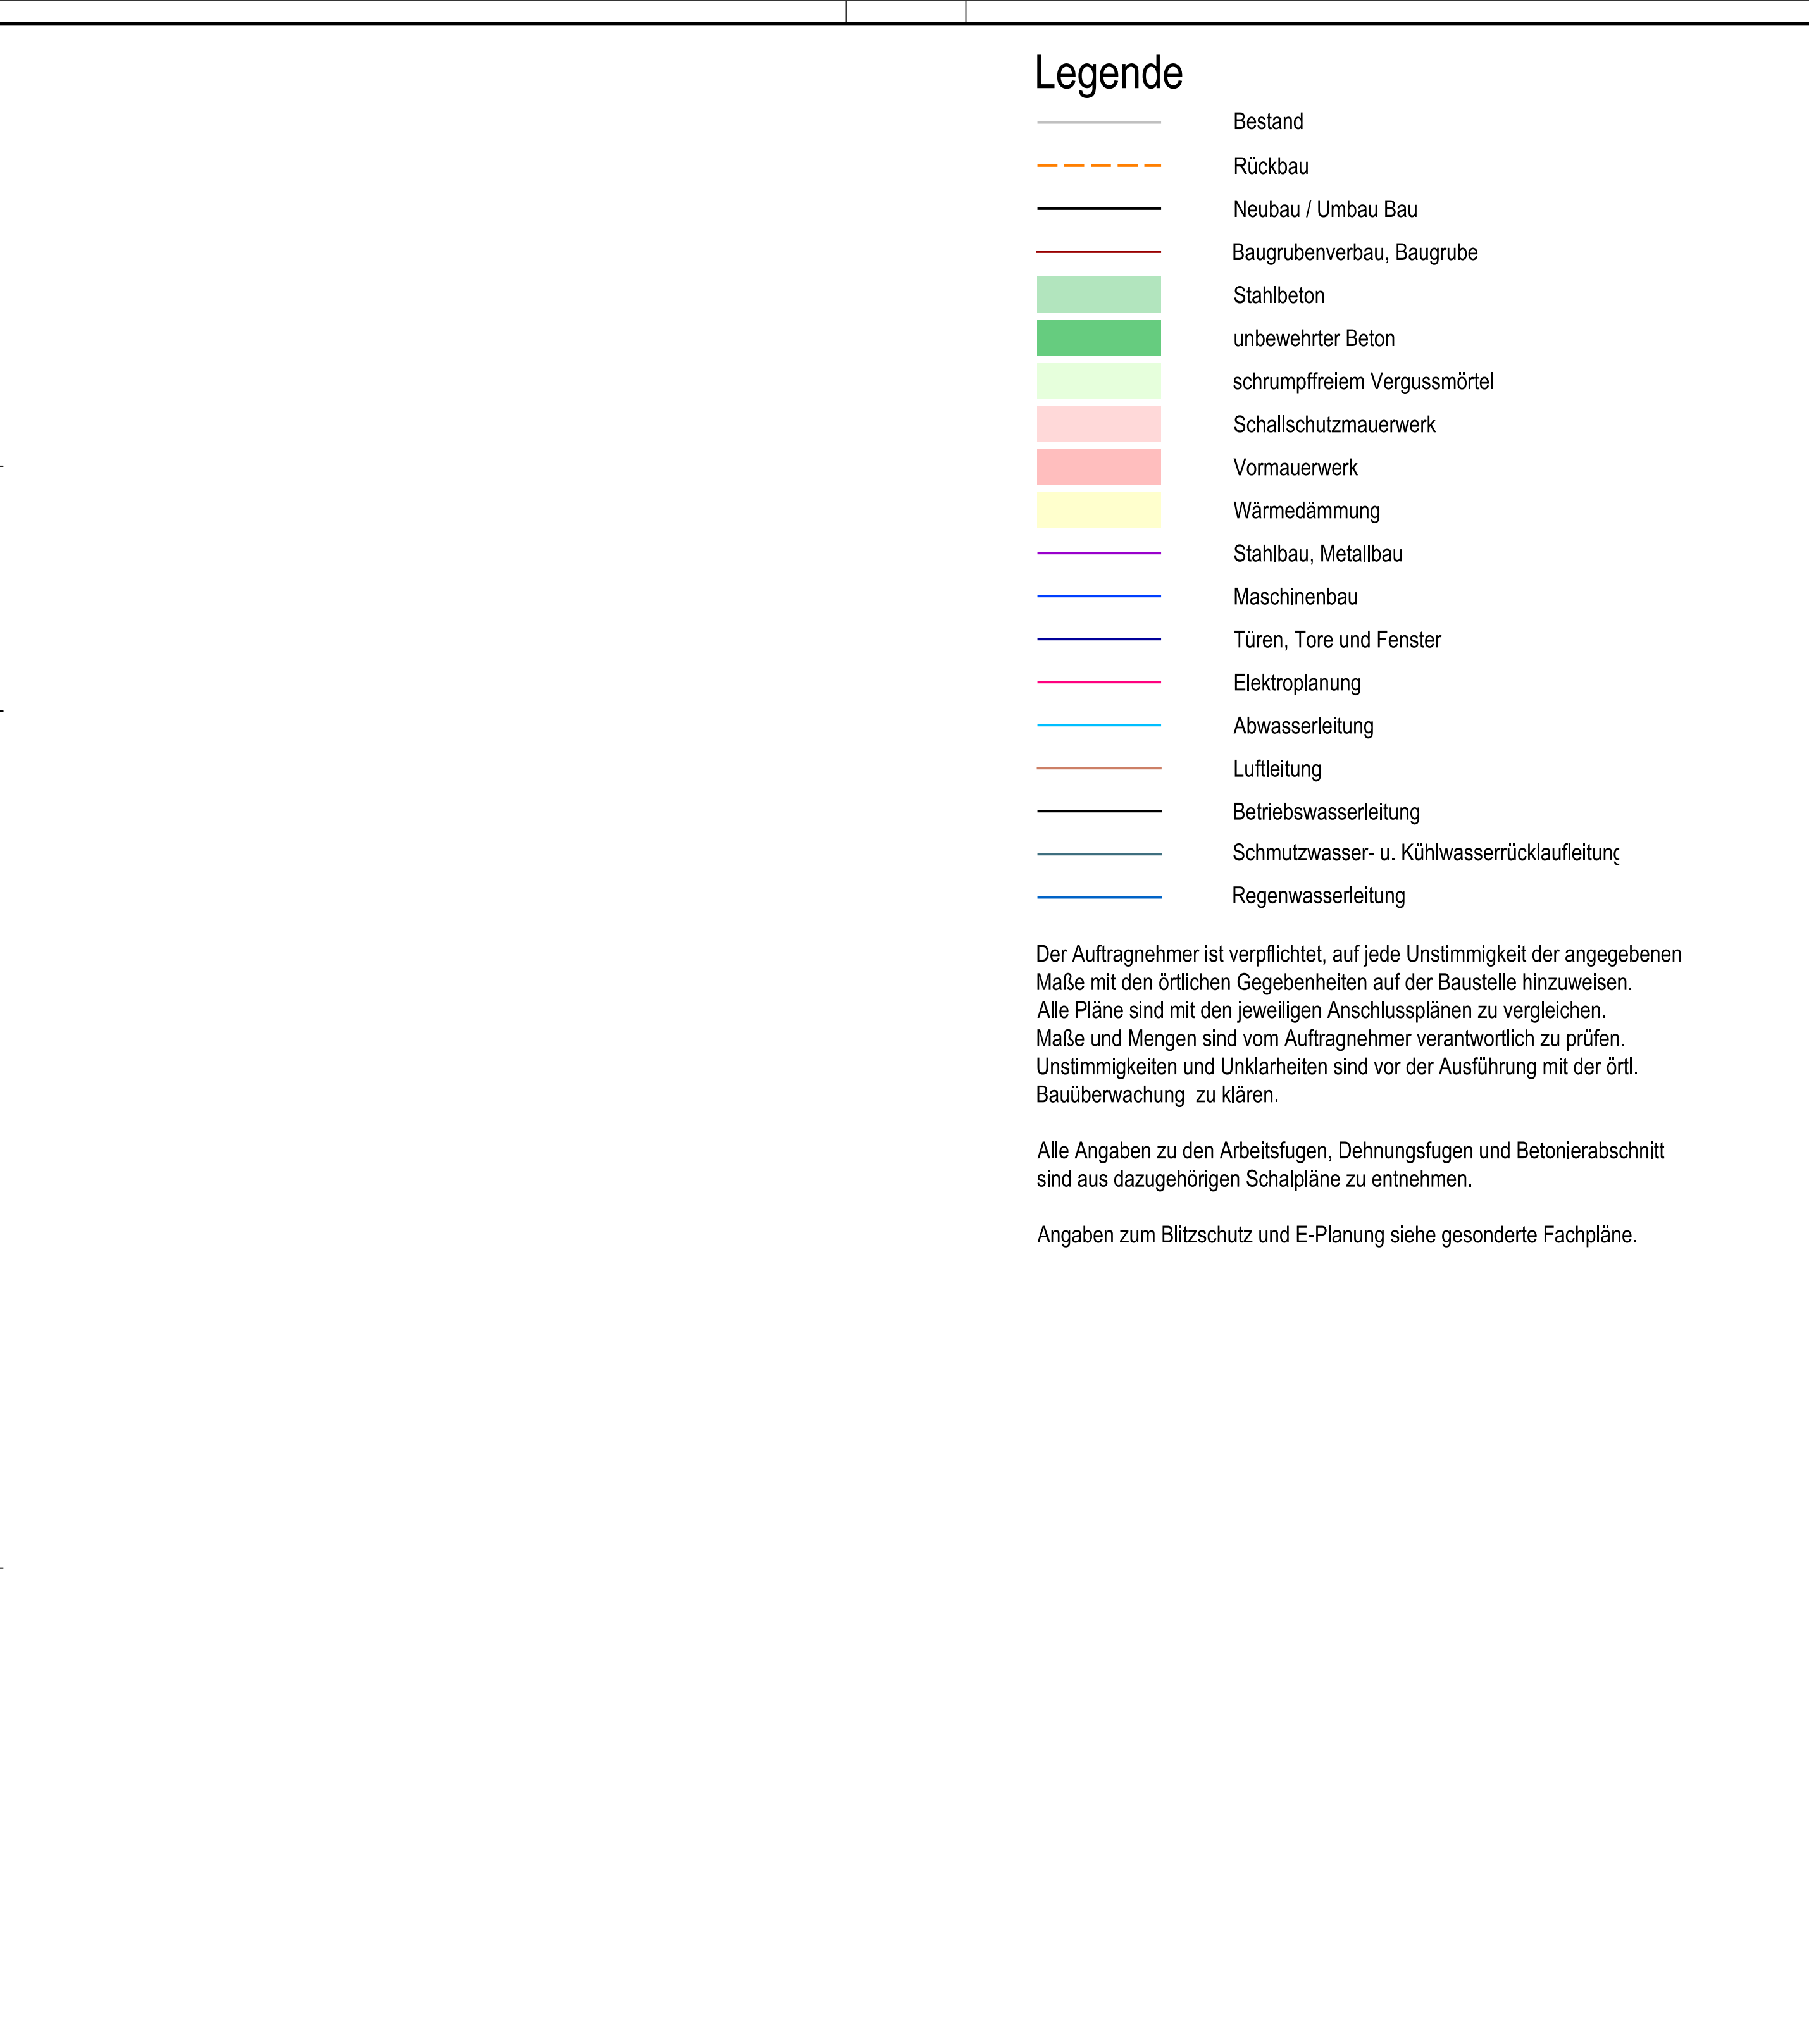 Legende
Bestand
Rückbau
Neubau / Umbau Bau
Baugrubenverbau, Baugrube
Stahlbeton
unbewehrter Beton
schrumpffreiem Vergussmörtel
Schallschutzmauerwerk
Vormauerwerk
Wärmedämmung
Stahlbau, Metallbau
Maschinenbau
Türen, Tore und Fenster
Elektroplanung
Abwasserleitung
Luftleitung
Betriebswasserleitung
Schmutzwasser- u. Kühlwasserrücklaufleitung
Regenwasserleitung
Der Auftragnehmer ist verpflichtet, auf jede Unstimmigkeit der angegebenen
Maße mit den örtlichen Gegebenheiten auf der Baustelle hinzuweisen.
Alle Pläne sind mit den jeweiligen Anschlussplänen zu vergleichen.
Maße und Mengen sind vom Auftragnehmer verantwortlich zu prüfen.
Unstimmigkeiten und Unklarheiten sind vor der Ausführung mit der örtl.
Bauüberwachung  zu klären.
Alle Angaben zu den Arbeitsfugen, Dehnungsfugen und Betonierabschnitt
sind aus dazugehörigen Schalpläne zu entnehmen.
Angaben zum Blitzschutz und E-Planung siehe gesonderte Fachpläne.